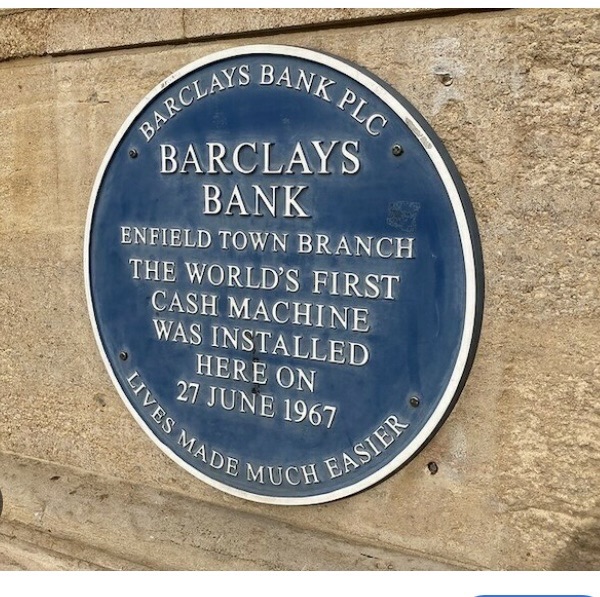 BARCLAYS BANK PLC
BARCLAYS
BANK
ENFIELD TOWN BRANCH
THE WORLD'S FIRST
CASH MACHINE
WAS INSTALLED
HERE ON
27 JUNE 1967
LIVES MADE MUCH EASIER